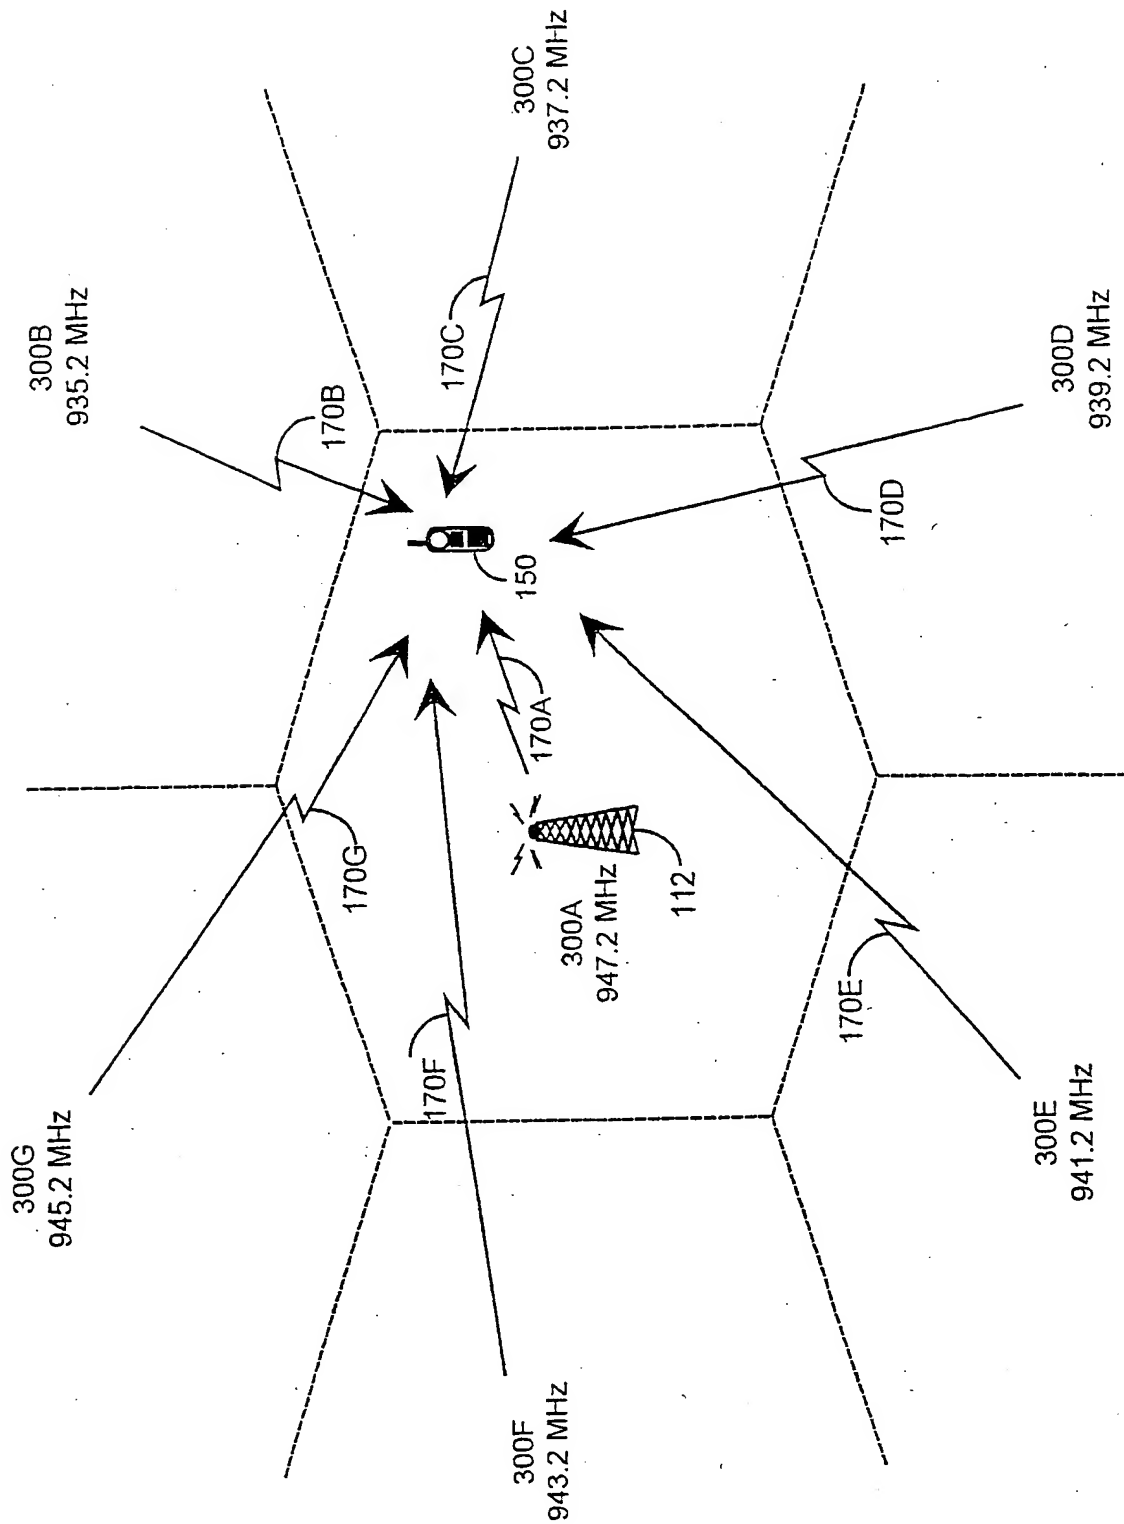 300G
945.2 MHz
300B
935.2 MHz
300C
937.2 MHz
170G
170B
170C
170F
170A
150
300F
943.2 MHz
300A
947.2 MHz
112
170D
170E
300E
941.2 MHz
300D
939.2 MHz